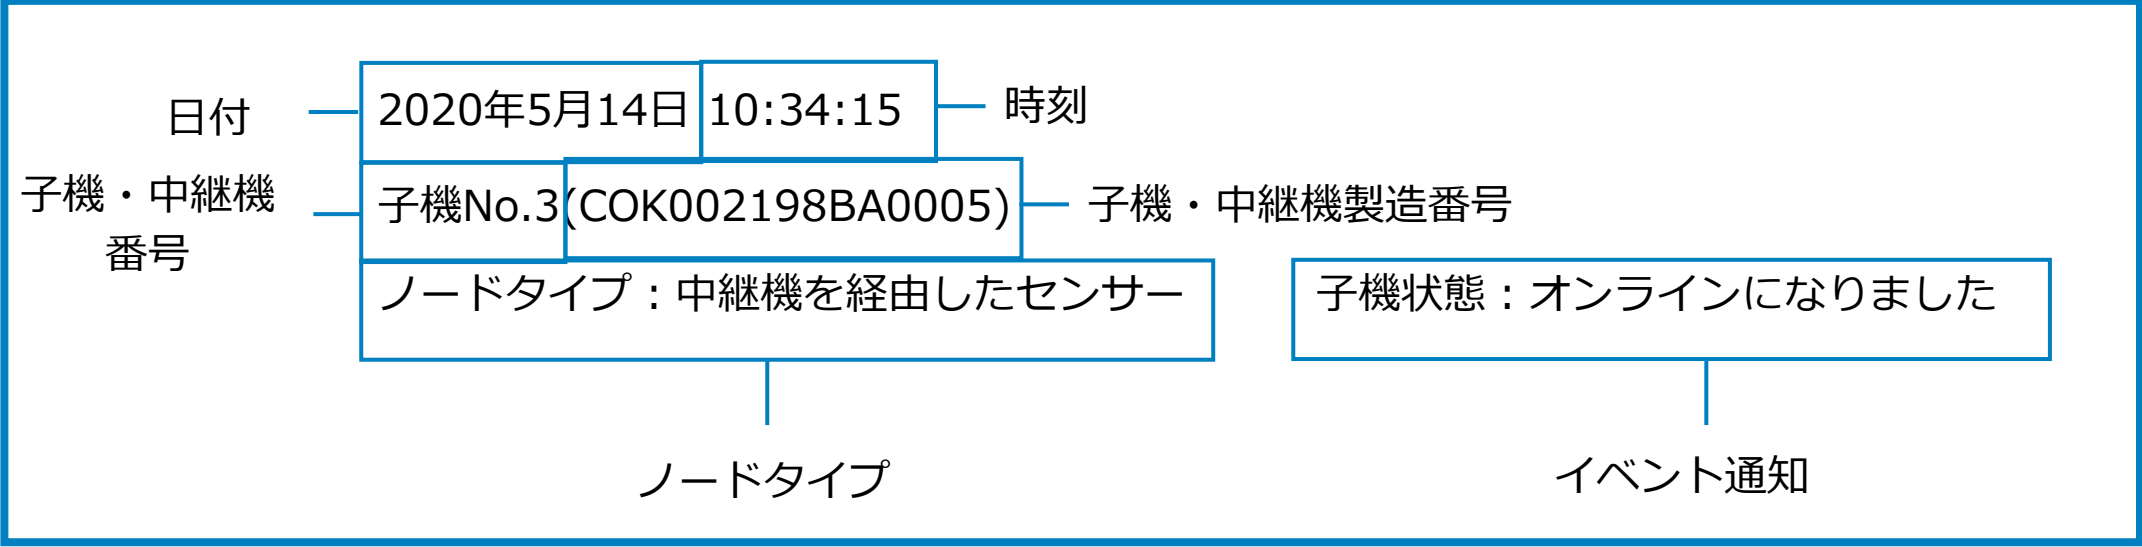 日付
2020年5月14日 10:34:15
時刻
子機・中継機
番号
子機No.3(COK002198BA0005)
子機・中継機製造番号
ノードタイプ：中継機を経由したセンサー
子機状態：オンラインになりました
ノードタイプ
イベント通知